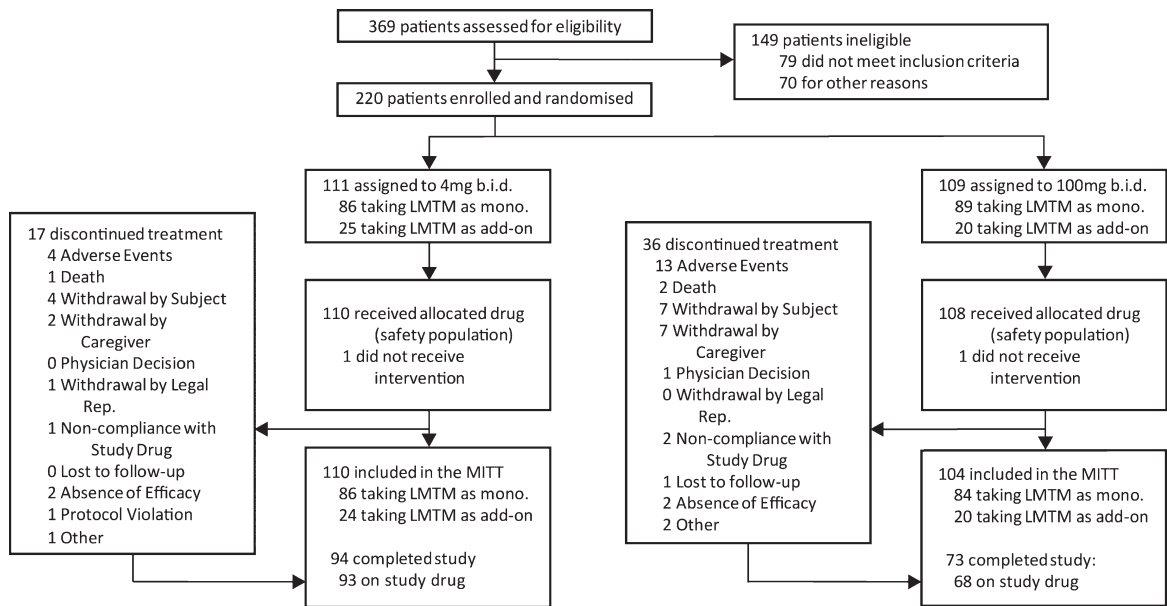 369 patients assessed for eligibility
149 patients ineligible
79 did not meet inclusion criteria
70 for other reasons
220 patients enrolled and randomised
111 assigned to 4mg b.i.d.
86 taking LMTM as mono.
25 taking LMTM as add-on
109 assigned to 100mg b.i.d.
89 taking LMTM as mono.
20 taking LMTM as add-on
17 discontinued treatment
4 Adverse Events
1 Death
4 Withdrawal by Subject
2 Withdrawal by
Caregiver
0 Physician Decision
1 Withdrawal by Legal
Rep.
1 Non-compliance with
Study Drug
0 Lost to follow-up
2 Absence of Efficacy
1 Protocol Violation
1 Other
110 received allocated drug
(safety population)
1 did not receive
intervention
36 discontinued treatment
13 Adverse Events
2 Death
7 Withdrawal by Subject
7 Withdrawal by
Caregiver
1 Physician Decision
0 Withdrawal by Legal
Rep.
2 Non-compliance with
Study Drug
1 Lost to follow-up
2 Absence of Efficacy
2 Other
108 received allocated drug
(safety population)
1 did not receive
intervention
110 included in the MITT
86 taking LMTM as mono.
24 taking LMTM as add-on
94 completed study
93 on study drug
104 included in the MITT
84 taking LMTM as mono.
20 taking LMTM as add-on
73 completed study:
68 on study drug